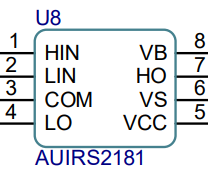 U8
1 HIN VB 8
2 LIN HO 7
3 COM VS 6
4 LO VCC 5
AUIRS2181